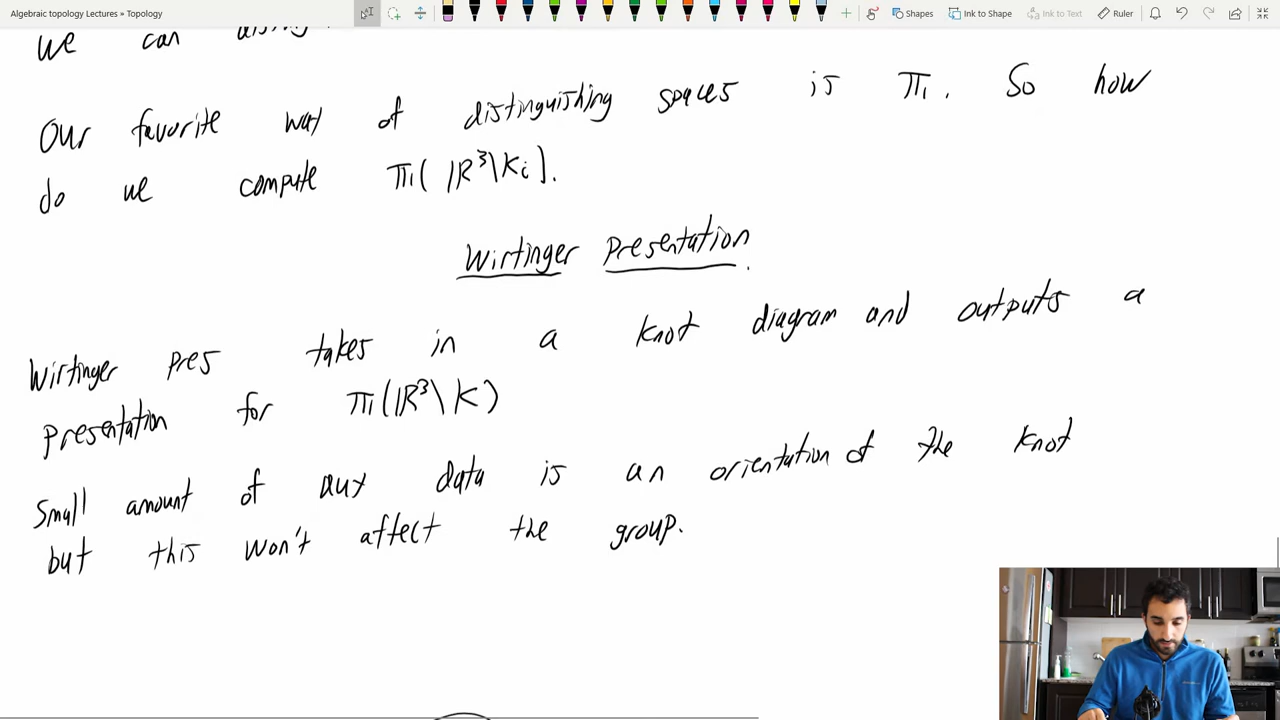 Algebraic topology Lectures » Topology
Shapes Ink to Shape Ink to Text Ruler
we can
Our favorite way of distinguishing spaces is π₁. So how
do we compute π₁(ℝ³\Kᵢ).
Wirtinger Presentation.
Wirtinger pres takes in a knot diagram and outputs a
presentation for π₁(ℝ³\K)
Small amount of aux data is an orientation of the knot
but this won't affect the group.